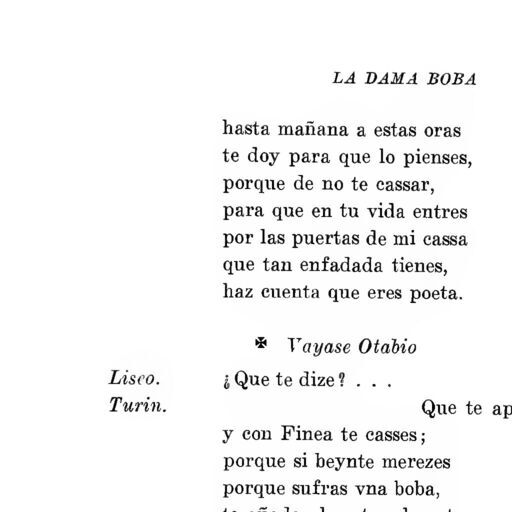 LA DAMA BOBA
hasta mañana a estas oras
te doy para que lo pienses,
porque de no te cassar,
para que en tu vida entres
por las puertas de mi cassa
que tan enfadada tienes,
haz cuenta que eres poeta.
✠ Vayase Otabio
Liseo. ¿Que te dize? . . .
Turin. Que te
y con Finea te casses;
porque si beynte merezes
porque sufras vna boba,